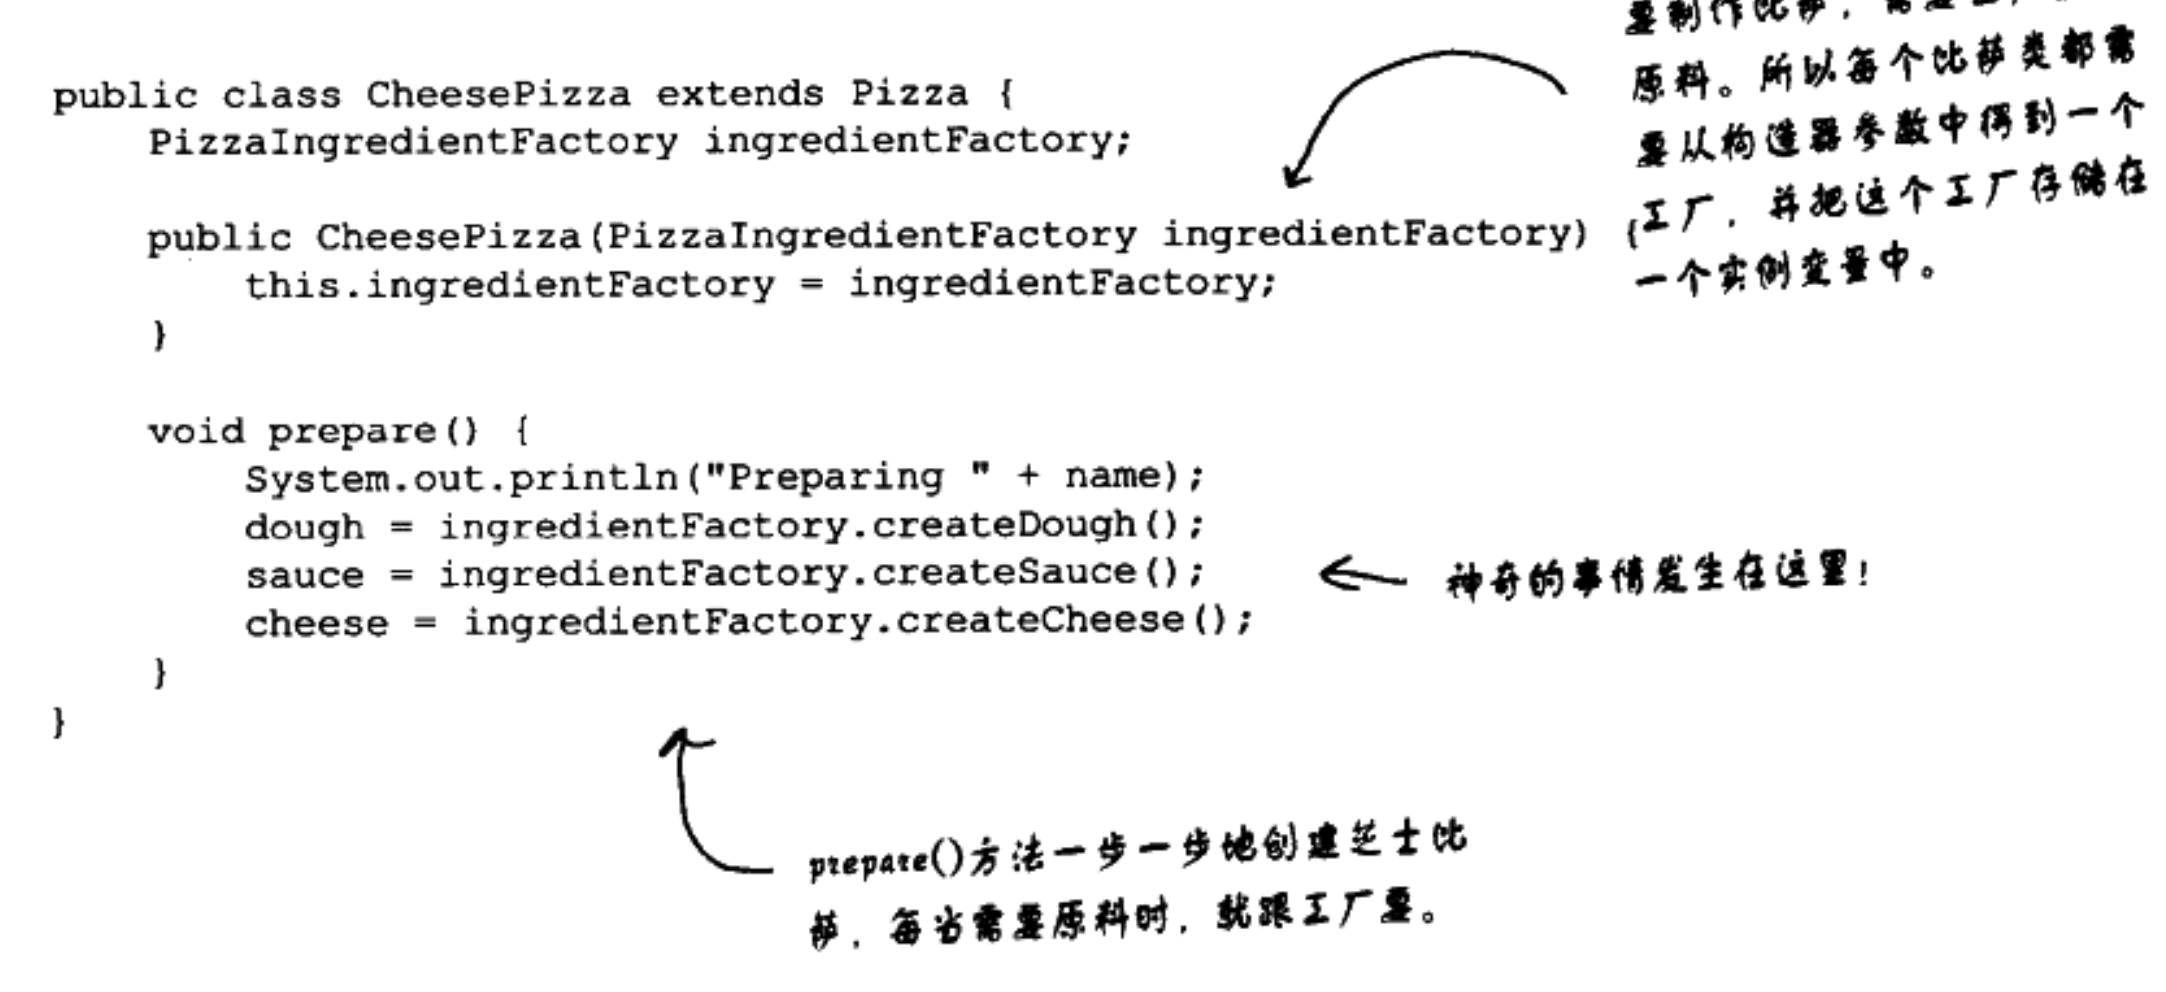 要制作比萨，需要工厂
原料。所以每个比萨类都需
要从构造器参数中得到一个
工厂，并把这个工厂存储在
一个实例变量中。
public class CheesePizza extends Pizza {
    PizzaIngredientFactory ingredientFactory;
    public CheesePizza(PizzaIngredientFactory ingredientFactory) {
        this.ingredientFactory = ingredientFactory;
    }
    void prepare() {
        System.out.println("Preparing " + name);
        dough = ingredientFactory.createDough();
        sauce = ingredientFactory.createSauce();
        cheese = ingredientFactory.createCheese();
    }
}
神奇的事情发生在这里！
prepare()方法一步一步地创建芝士比
萨，每当需要原料时，就跟工厂要。